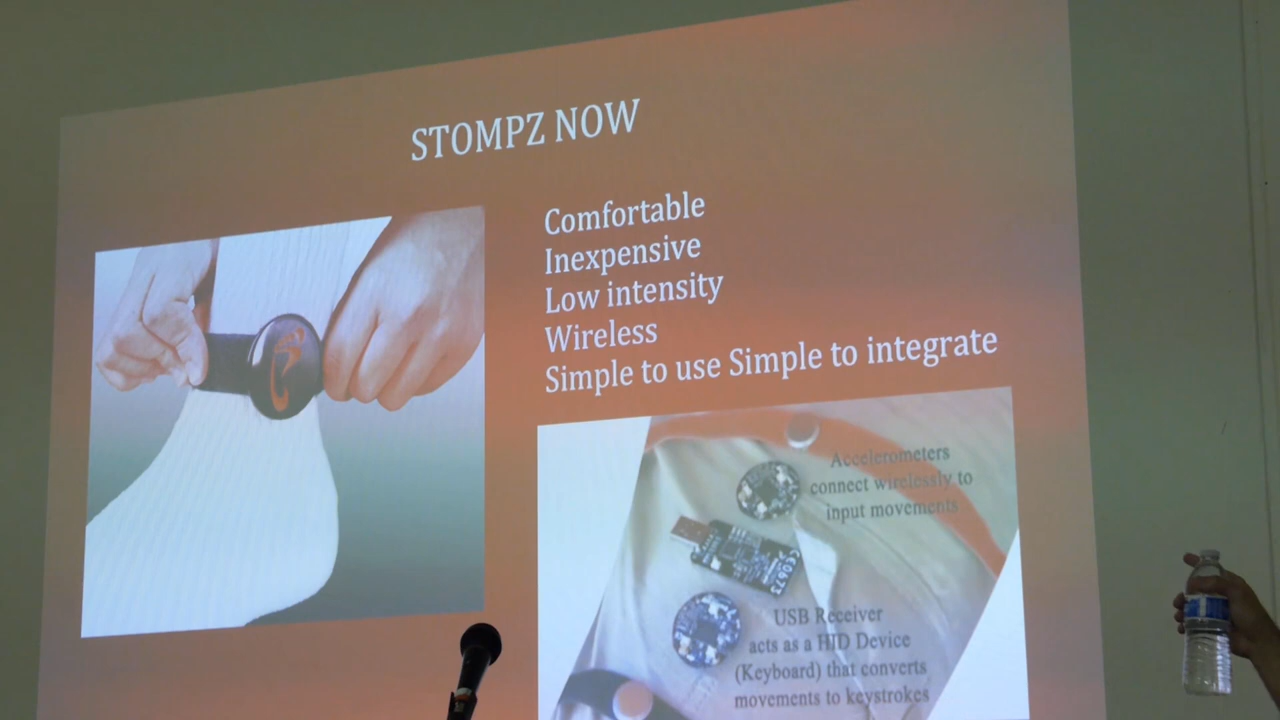 STOMPZ NOW
Comfortable
Inexpensive
Low intensity
Wireless
Simple to use Simple to integrate
Accelerometers
connect wirelessly to
input movements
CE0673
USB Receiver
acts as a HID Device
(Keyboard) that converts
movements to keystrokes